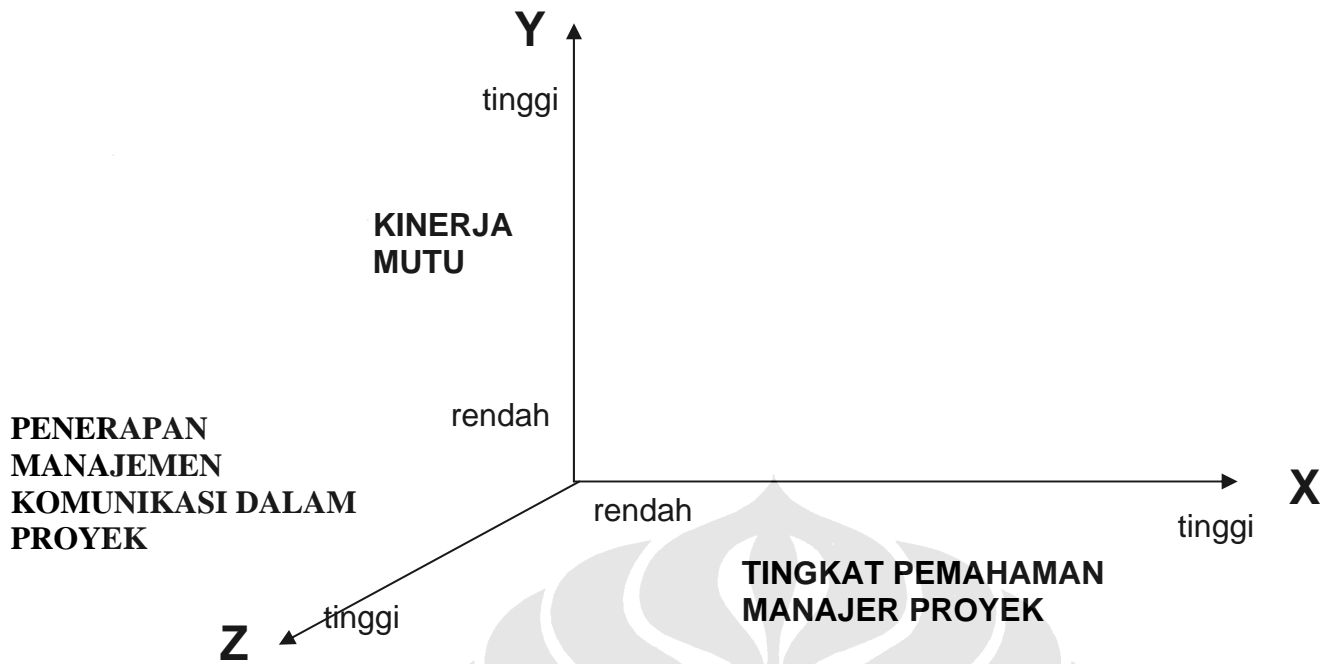 Y
tinggi
KINERJA
MUTU
rendah
PENERAPAN
MANAJEMEN
KOMUNIKASI DALAM
PROYEK
X
rendah
tinggi
TINGKAT PEMAHAMAN
MANAJER PROYEK
tinggi
Z